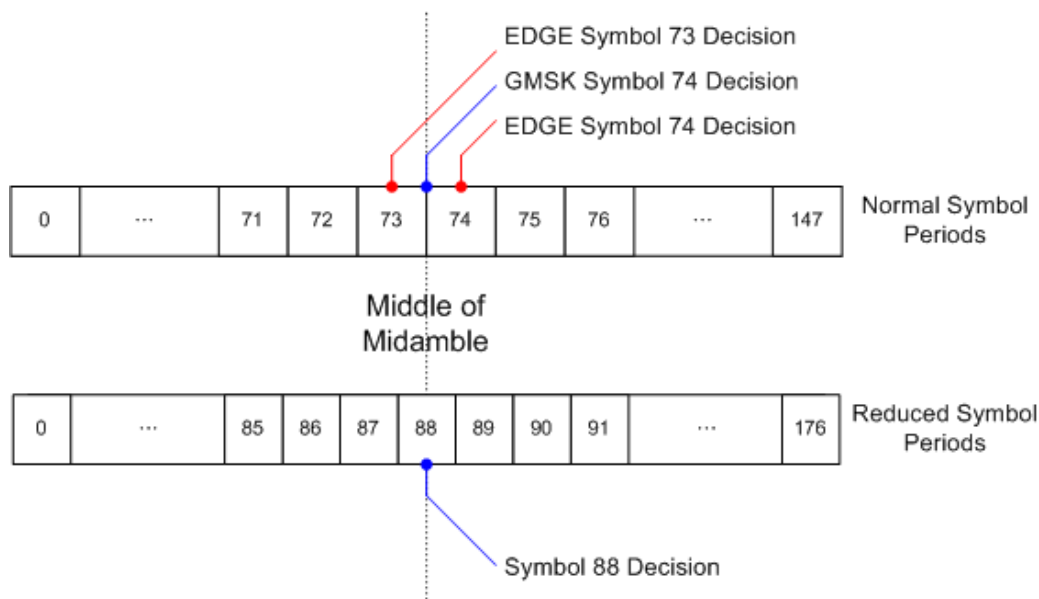 EDGE Symbol 73 Decision
GMSK Symbol 74 Decision
EDGE Symbol 74 Decision
0 ... 71 72 73 74 75 76 ... 147
Normal Symbol
Periods
Middle of
Midamble
0 ... 85 86 87 88 89 90 91 ... 176
Reduced Symbol
Periods
Symbol 88 Decision